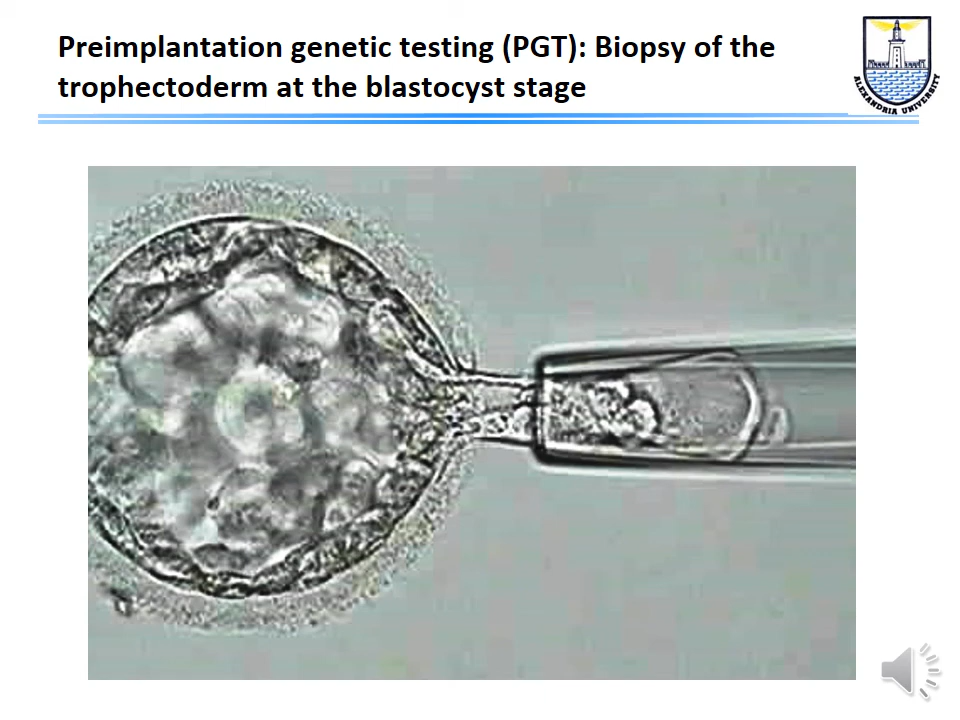 Preimplantation genetic testing (PGT): Biopsy of the
trophectoderm at the blastocyst stage
ALEXANDRIA UNIVERSITY